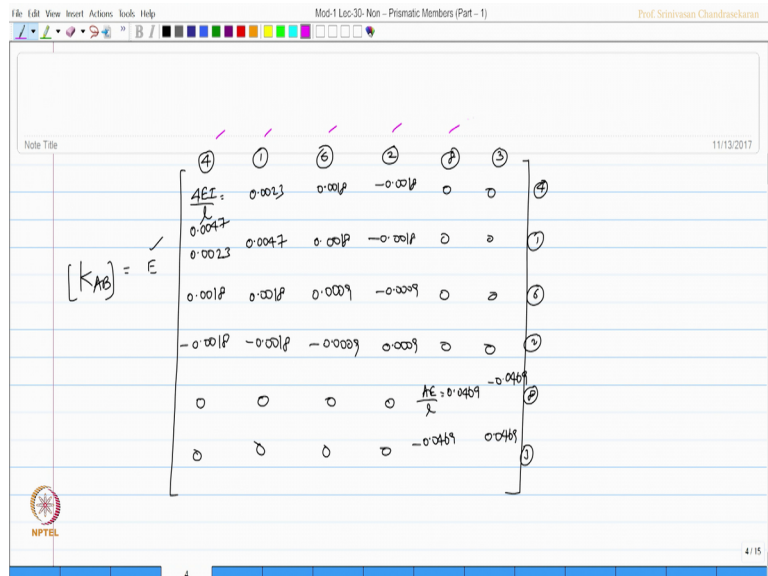 File Edit View Insert Actions Tools Help
Mod-1 Lec-30- Non – Prismatic Members (Part – 1)
Prof. Srinivasan Chandrasekaran
B I
Note Title
11/13/2017
④ ① ⑥ ② ⑧ ③
4EI/l = 0.0047 0.0023 0.0018 -0.0018 0 0 ④
0.0023 0.0047 0.0018 -0.0018 0 0 ①
[K_AB] = E
0.0018 0.0018 0.0009 -0.0009 0 0 ⑥
-0.0018 -0.0018 -0.0009 0.0009 0 0 ②
0 0 0 0 AE/l = 0.0469 -0.0469 ⑧
0 0 0 0 -0.0469 0.0469 ③
NPTEL
4 / 15
4